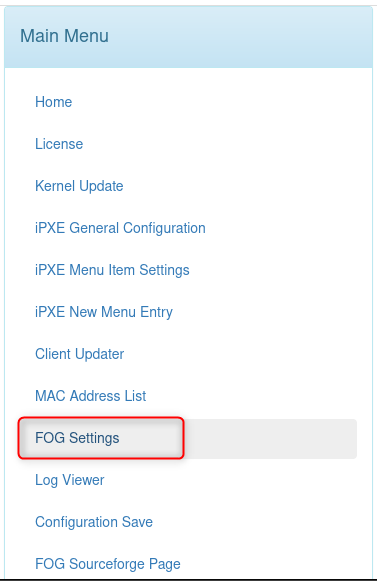 Main Menu
Home
License
Kernel Update
iPXE General Configuration
iPXE Menu Item Settings
iPXE New Menu Entry
Client Updater
MAC Address List
FOG Settings
Log Viewer
Configuration Save
FOG Sourceforge Page